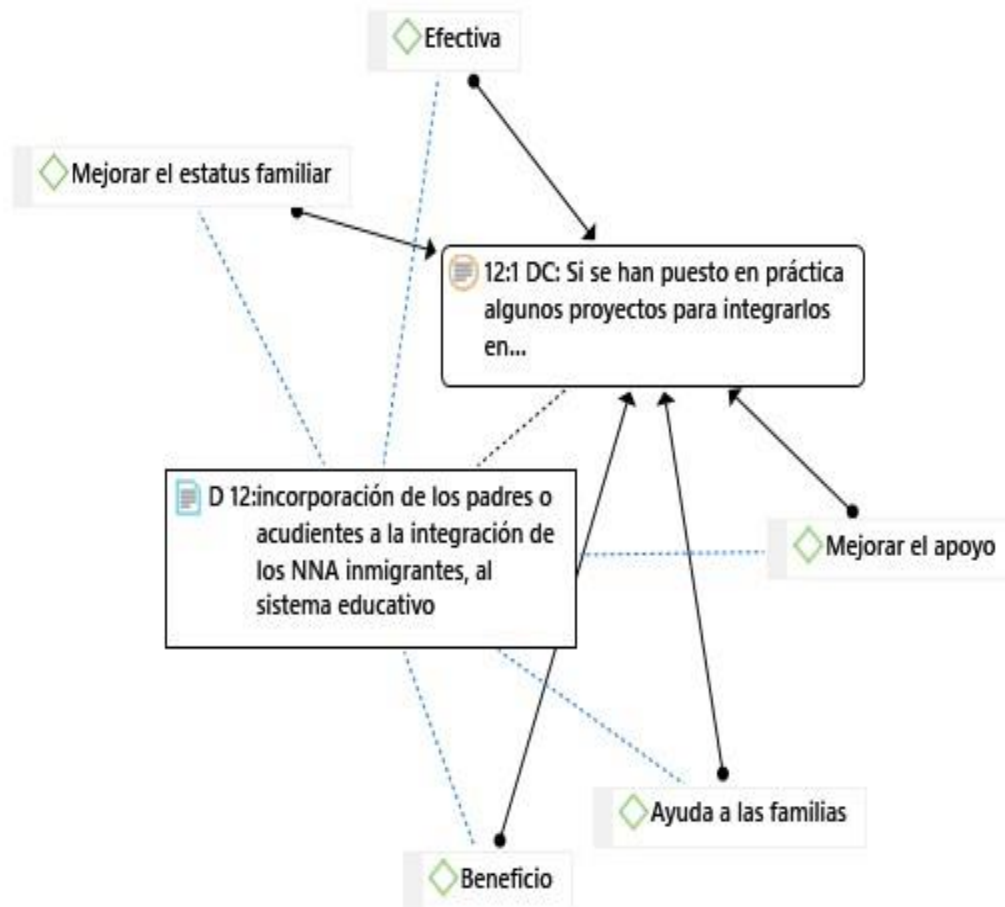 Efectiva
Mejorar el estatus familiar
12:1 DC: Si se han puesto en práctica
algunos proyectos para integrarlos
en...
D 12:incorporación de los padres o
acudientes a la integración de
los NNA inmigrantes, al
sistema educativo
Mejorar el apoyo
Ayuda a las familias
Beneficio